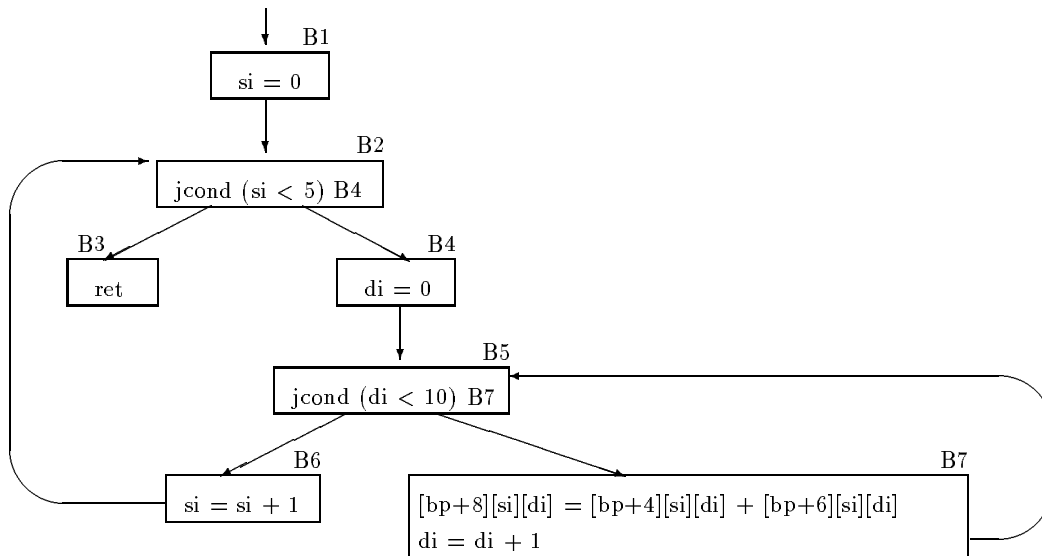 B1
si = 0
B2
jcond (si < 5) B4
B3
ret
B4
di = 0
B5
jcond (di < 10) B7
B6
si = si + 1
B7
[bp+8][si][di] = [bp+4][si][di] + [bp+6][si][di]
di = di + 1